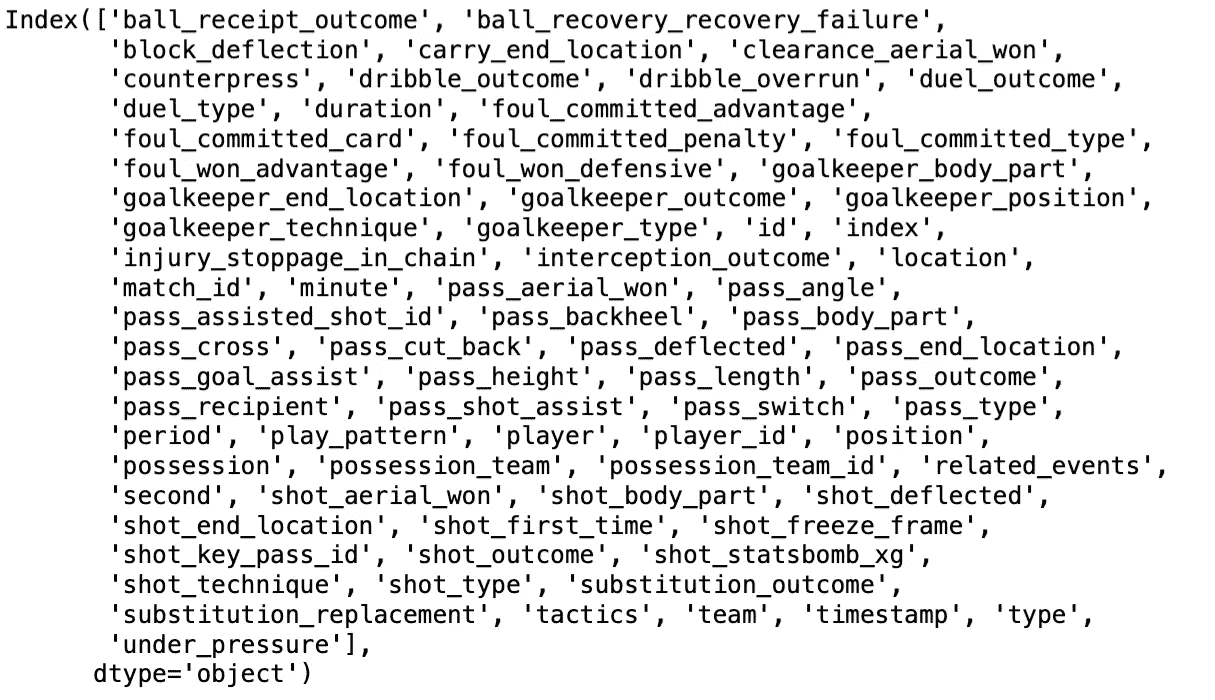 Index(['ball_receipt_outcome', 'ball_recovery_recovery_failure',
'block_deflection', 'carry_end_location', 'clearance_aerial_won',
'counterpress', 'dribble_outcome', 'dribble_overrun', 'duel_outcome',
'duel_type', 'duration', 'foul_committed_advantage',
'foul_committed_card', 'foul_committed_penalty', 'foul_committed_type',
'foul_won_advantage', 'foul_won_defensive', 'goalkeeper_body_part',
'goalkeeper_end_location', 'goalkeeper_outcome', 'goalkeeper_position',
'goalkeeper_technique', 'goalkeeper_type', 'id', 'index',
'injury_stoppage_in_chain', 'interception_outcome', 'location',
'match_id', 'minute', 'pass_aerial_won', 'pass_angle',
'pass_assisted_shot_id', 'pass_backheel', 'pass_body_part',
'pass_cross', 'pass_cut_back', 'pass_deflected', 'pass_end_location',
'pass_goal_assist', 'pass_height', 'pass_length', 'pass_outcome',
'pass_recipient', 'pass_shot_assist', 'pass_switch', 'pass_type',
'period', 'play_pattern', 'player', 'player_id', 'position',
'possession', 'possession_team', 'possession_team_id', 'related_events',
'second', 'shot_aerial_won', 'shot_body_part', 'shot_deflected',
'shot_end_location', 'shot_first_time', 'shot_freeze_frame',
'shot_key_pass_id', 'shot_outcome', 'shot_statsbomb_xg',
'shot_technique', 'shot_type', 'substitution_outcome',
'substitution_replacement', 'tactics', 'team', 'timestamp', 'type',
'under_pressure'],
dtype='object')